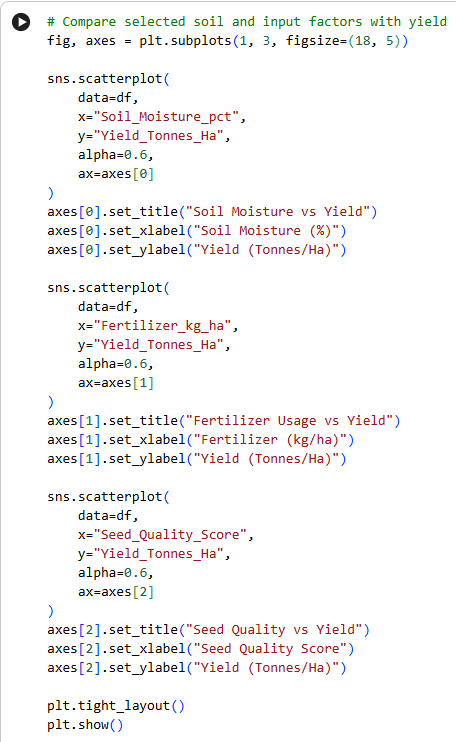 # Compare selected soil and input factors with yield
fig, axes = plt.subplots(1, 3, figsize=(18, 5))

sns.scatterplot(
    data=df,
    x="Soil_Moisture_pct",
    y="Yield_Tonnes_Ha",
    alpha=0.6,
    ax=axes[0]
)
axes[0].set_title("Soil Moisture vs Yield")
axes[0].set_xlabel("Soil Moisture (%)")
axes[0].set_ylabel("Yield (Tonnes/Ha)")

sns.scatterplot(
    data=df,
    x="Fertilizer_kg_ha",
    y="Yield_Tonnes_Ha",
    alpha=0.6,
    ax=axes[1]
)
axes[1].set_title("Fertilizer Usage vs Yield")
axes[1].set_xlabel("Fertilizer (kg/ha)")
axes[1].set_ylabel("Yield (Tonnes/Ha)")

sns.scatterplot(
    data=df,
    x="Seed_Quality_Score",
    y="Yield_Tonnes_Ha",
    alpha=0.6,
    ax=axes[2]
)
axes[2].set_title("Seed Quality vs Yield")
axes[2].set_xlabel("Seed Quality Score")
axes[2].set_ylabel("Yield (Tonnes/Ha)")

plt.tight_layout()
plt.show()